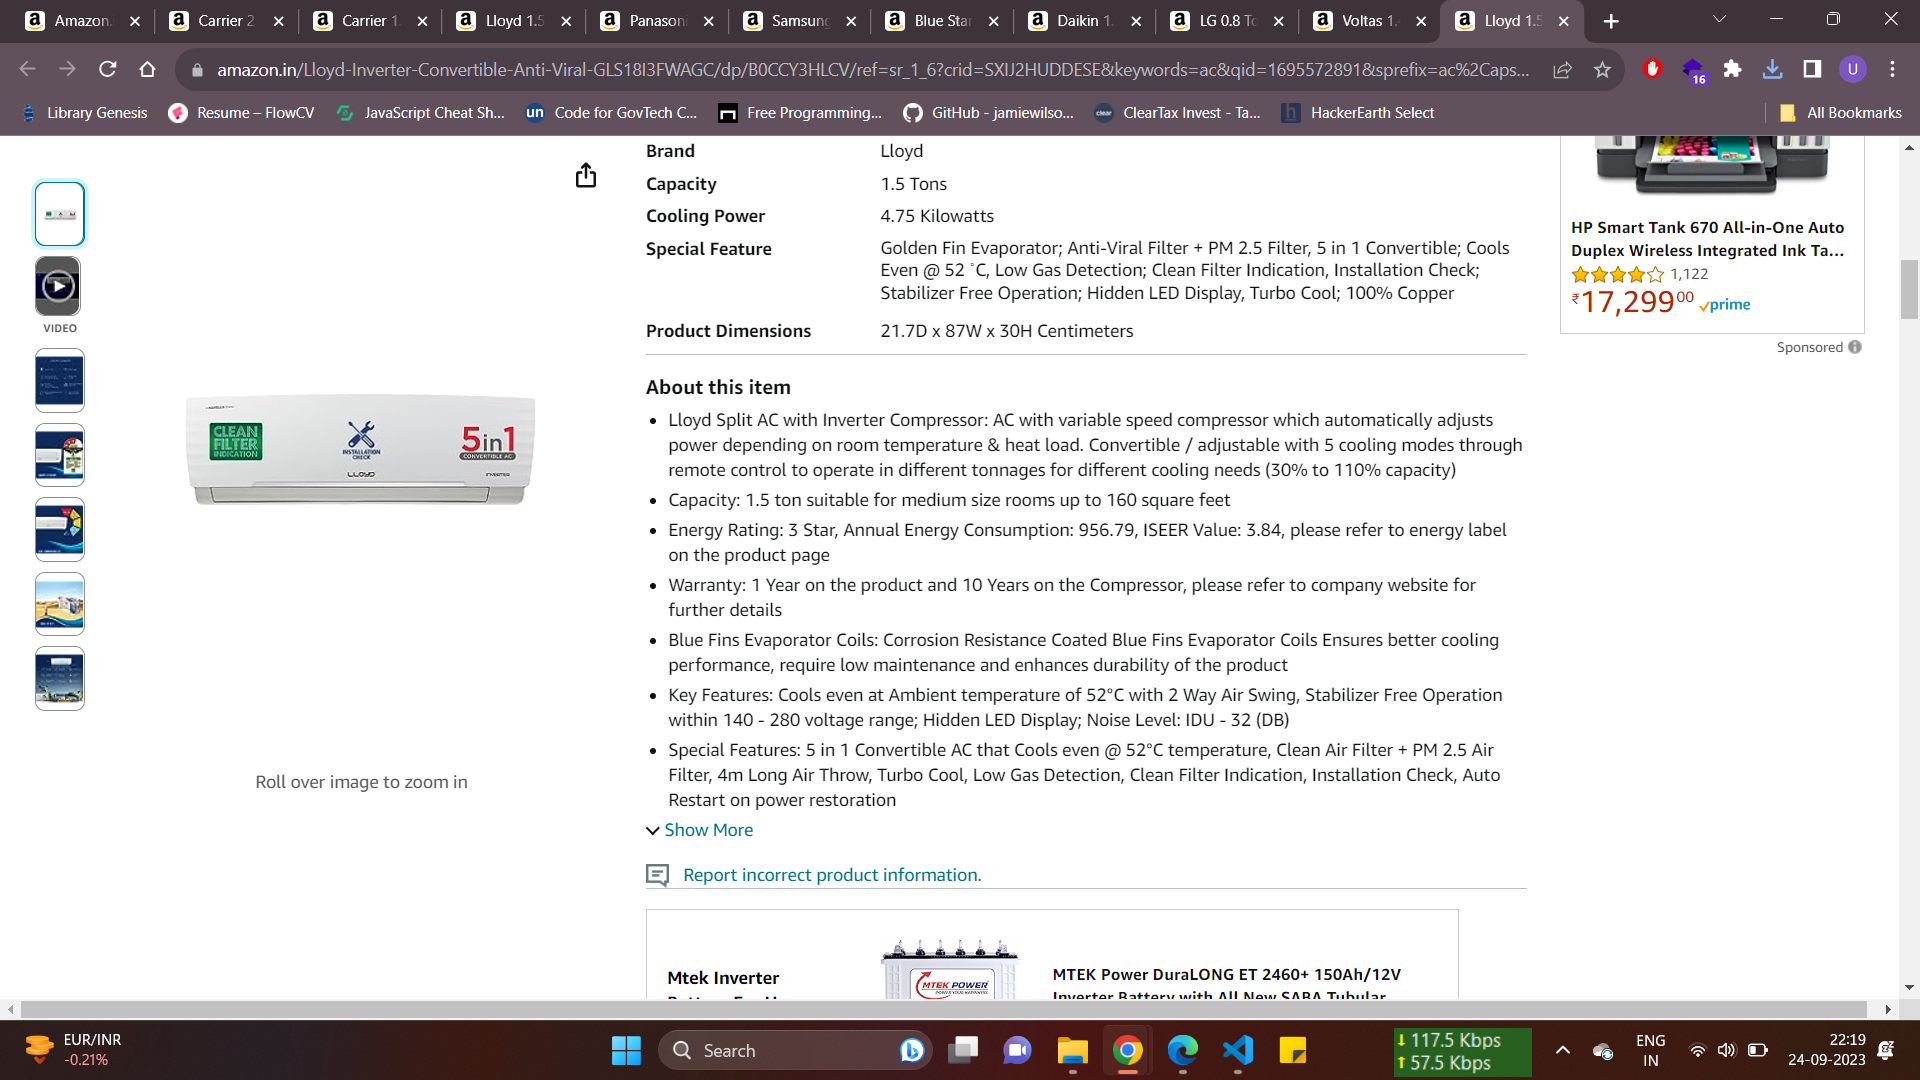 Amazon.
Carrier 2
Carrier 1.
Lloyd 1.5
Panasoni
Samsung
Blue Star
Daikin 1.
LG 0.8 To
Voltas 1.4
Lloyd 1.5
amazon.in/Lloyd-Inverter-Convertible-Anti-Viral-GLS18I3FWAGC/dp/B0CCY3HLCV/ref=sr_1_6?crid=SXIJ2HUDDESE&keywords=ac&qid=1695572891&sprefix=ac%2Caps...
16
U
Library Genesis
Resume – FlowCV
JavaScript Cheat Sh...
un Code for GovTech C...
Free Programming...
GitHub - jamiewilso...
clear ClearTax Invest - Ta...
h HackerEarth Select
All Bookmarks
VIDEO
CLEAN FILTER INDICATION
INSTALLATION CHECK
5in1
CONVERTIBLE AC
LLOYD
INVERTER
Roll over image to zoom in
Brand Lloyd
Capacity 1.5 Tons
Cooling Power 4.75 Kilowatts
Special Feature Golden Fin Evaporator; Anti-Viral Filter + PM 2.5 Filter, 5 in 1 Convertible; Cools
Even @ 52 ˚C, Low Gas Detection; Clean Filter Indication, Installation Check;
Stabilizer Free Operation; Hidden LED Display, Turbo Cool; 100% Copper
Product Dimensions 21.7D x 87W x 30H Centimeters
About this item
• Lloyd Split AC with Inverter Compressor: AC with variable speed compressor which automatically adjusts
power depending on room temperature & heat load. Convertible / adjustable with 5 cooling modes through
remote control to operate in different tonnages for different cooling needs (30% to 110% capacity)
• Capacity: 1.5 ton suitable for medium size rooms up to 160 square feet
• Energy Rating: 3 Star, Annual Energy Consumption: 956.79, ISEER Value: 3.84, please refer to energy label
on the product page
• Warranty: 1 Year on the product and 10 Years on the Compressor, please refer to company website for
further details
• Blue Fins Evaporator Coils: Corrosion Resistance Coated Blue Fins Evaporator Coils Ensures better cooling
performance, require low maintenance and enhances durability of the product
• Key Features: Cools even at Ambient temperature of 52°C with 2 Way Air Swing, Stabilizer Free Operation
within 140 - 280 voltage range; Hidden LED Display; Noise Level: IDU - 32 (DB)
• Special Features: 5 in 1 Convertible AC that Cools even @ 52°C temperature, Clean Air Filter + PM 2.5 Air
Filter, 4m Long Air Throw, Turbo Cool, Low Gas Detection, Clean Filter Indication, Installation Check, Auto
Restart on power restoration
Show More
Report incorrect product information.
Mtek Inverter
MTEK POWER
MTEK Power DuraLONG ET 2460+ 150Ah/12V
Inverter Battery with All New SABA Tubular
HP Smart Tank 670 All-in-One Auto
Duplex Wireless Integrated Ink Ta...
1,122
₹17,299.00 prime
Sponsored
EUR/INR
-0.21%
Search
117.5 Kbps
57.5 Kbps
ENG
IN
22:19
24-09-2023